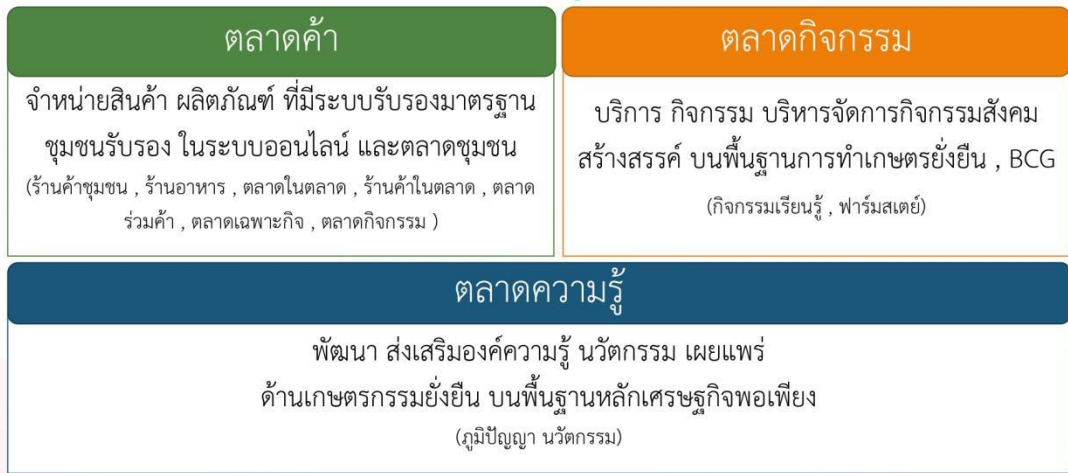 ตลาดค้า
จำหน่ายสินค้า ผลิตภัณฑ์ ที่มีระบบรับรองมาตรฐาน
ชุมชนรับรอง ในระบบออนไลน์ และตลาดชุมชน
(ร้านค้าชุมชน , ร้านอาหาร , ตลาดในตลาด , ร้านค้าในตลาด , ตลาด
ร่วมค้า , ตลาดเฉพาะกิจ , ตลาดกิจกรรม )
ตลาดกิจกรรม
บริการ กิจกรรม บริหารจัดการกิจกรรมสังคม
สร้างสรรค์ บนพื้นฐานการทำเกษตรยั่งยืน , BCG
(กิจกรรมเรียนรู้ , ฟาร์มสเตย์)
ตลาดความรู้
พัฒนา ส่งเสริมองค์ความรู้ นวัตกรรม เผยแพร่
ด้านเกษตรกรรมยั่งยืน บนพื้นฐานหลักเศรษฐกิจพอเพียง
(ภูมิปัญญา นวัตกรรม)